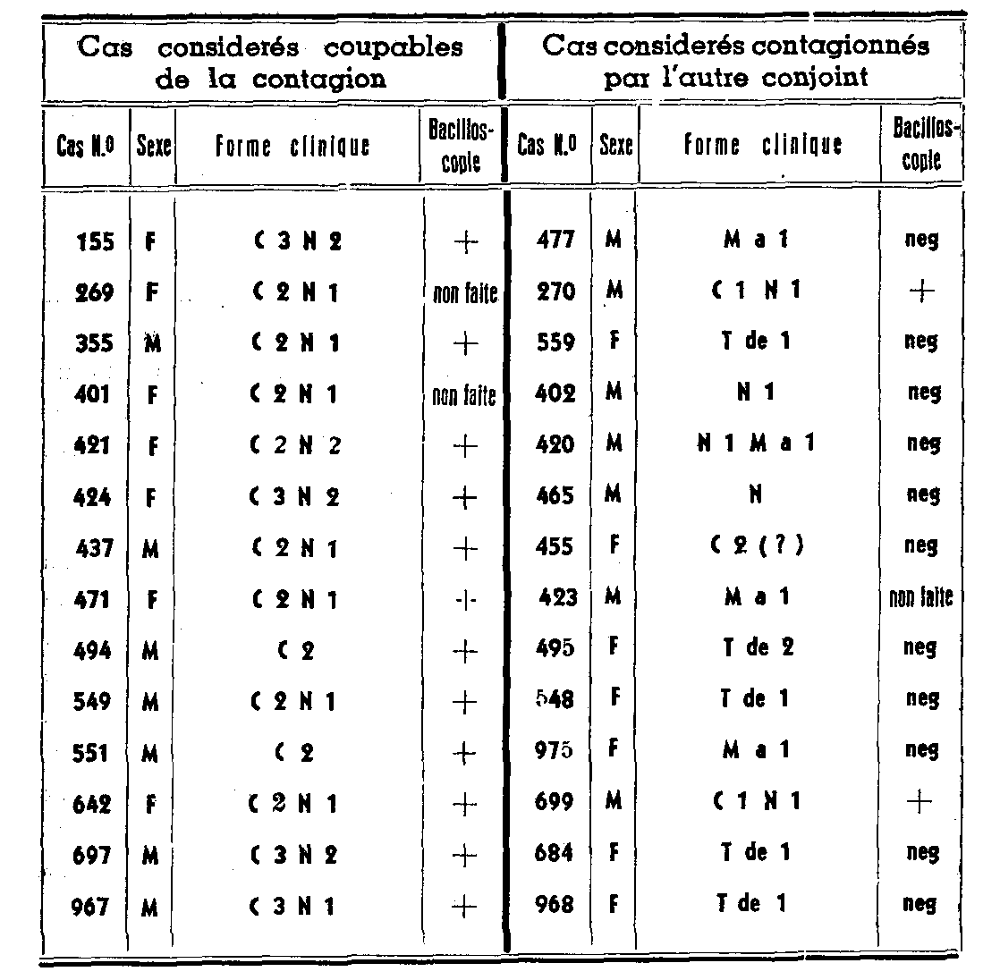 Cas considerés coupables de la contagion | Cas considerés contagionnés par l'autre conjoint
Cas N.º | Sexe | Forme clinique | Bacillos-copie | Cas N.º | Sexe | Forme clinique | Bacillos-copie
155 | F | C 3 N 2 | + | 477 | M | M a 1 | neg
269 | F | C 2 N 1 | non faite | 270 | M | C 1 N 1 | +
355 | M | C 2 N 1 | + | 559 | F | T de 1 | neg
401 | F | C 2 N 1 | non faite | 402 | M | N 1 | neg
421 | F | C 2 N 2 | + | 420 | M | N 1 M a 1 | neg
424 | F | C 3 N 2 | + | 465 | M | N | neg
437 | M | C 2 N 1 | + | 455 | F | C 2 (?) | neg
471 | F | C 2 N 1 | + | 423 | M | M a 1 | non faite
494 | M | C 2 | + | 495 | F | T de 2 | neg
549 | M | C 2 N 1 | + | 548 | F | T de 1 | neg
551 | M | C 2 | + | 975 | F | M a 1 | neg
642 | F | C 2 N 1 | + | 699 | M | C 1 N 1 | +
697 | M | C 3 N 2 | + | 684 | F | T de 1 | neg
967 | M | C 3 N 1 | + | 968 | F | T de 1 | neg